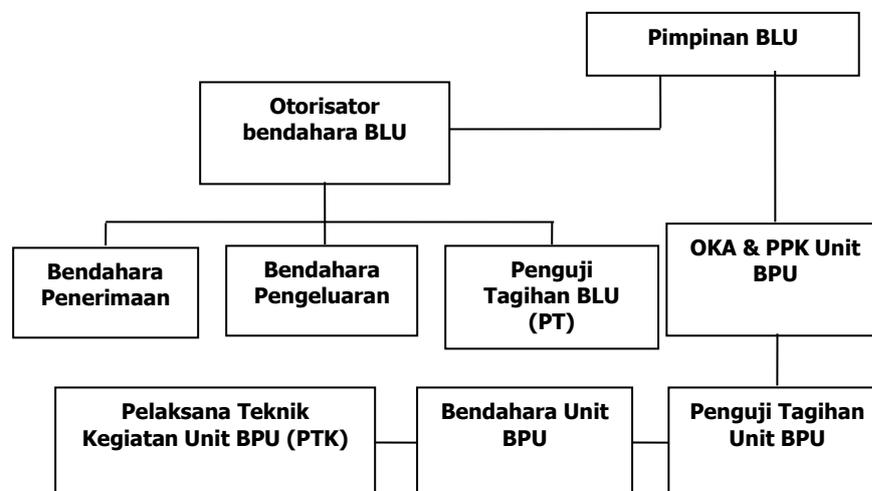 Pimpinan BLU
Otorisator
bendahara BLU
Bendahara
Penerimaan
Bendahara
Pengeluaran
Penguji
Tagihan BLU
(PT)
OKA & PPK Unit
BPU
Pelaksana Teknik
Kegiatan Unit BPU (PTK)
Bendahara Unit
BPU
Penguji Tagihan
Unit BPU